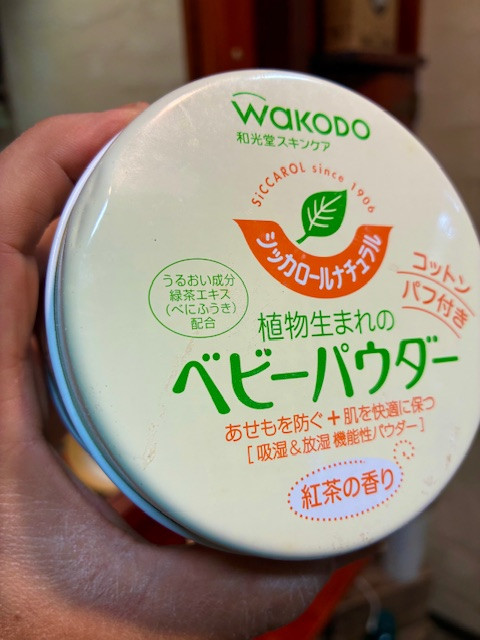 WAKODO
和光堂スキンケア
SiCCAROL since 1906
シッカロールナチュラル
コットン
パフ付き
うるおい成分
緑茶エキス
(べにふうき)
配合
植物生まれの
ベビーパウダー
あせもを防ぐ+肌を快適に保つ
[吸湿&放湿 機能性パウダー]
紅茶の香り